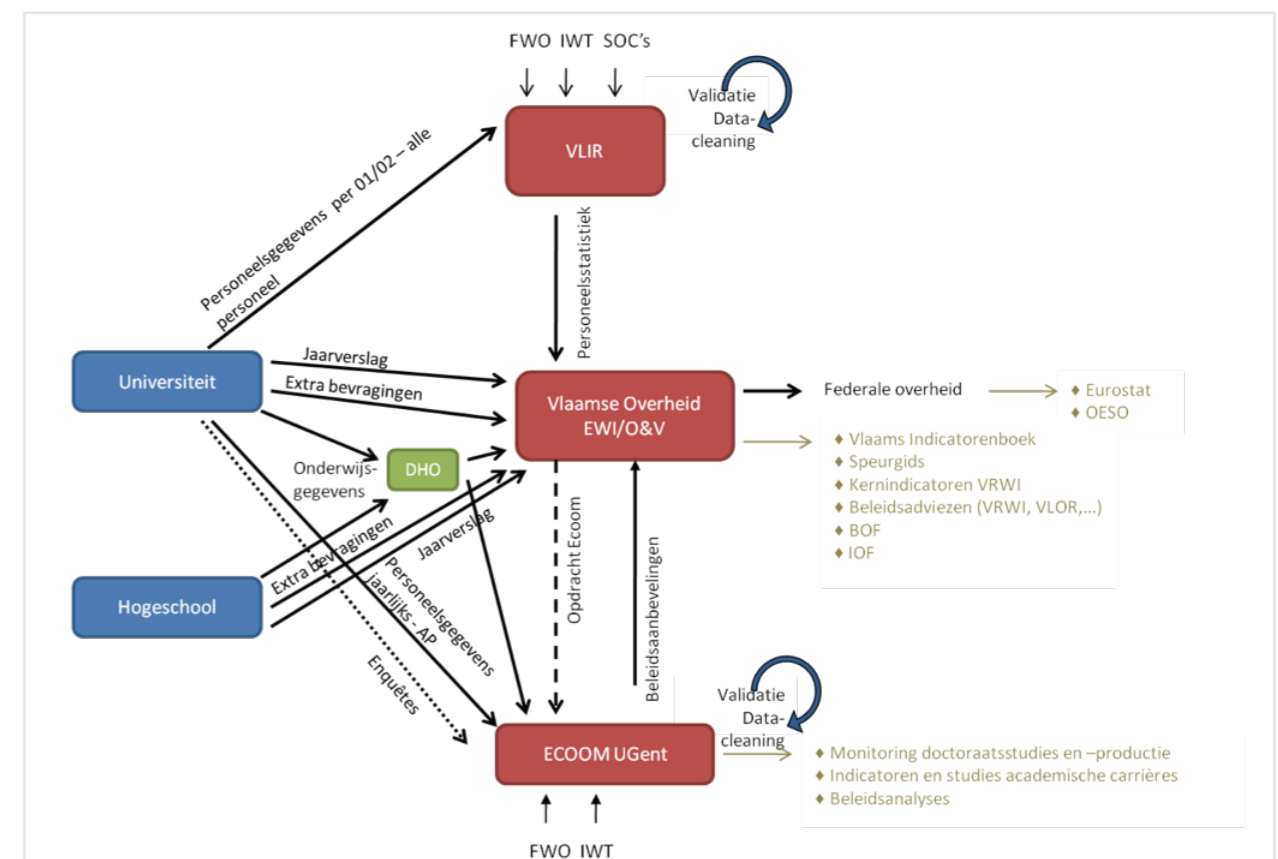 FWO IWT SOC's
Validatie
Data-
cleaning
VLIR
Personeelsgegevens per 01/02 – alle
personeel
Personeelsstatistiek
Universiteit
Jaarverslag
Extra bevragingen
Vlaamse Overheid
EWI/O&V
Federale overheid
♦ Eurostat
♦ OESO
♦ Vlaams Indicatorenboek
♦ Speurgids
♦ Kernindicatoren VRWI
♦ Beleidsadviezen (VRWI, VLOR,...)
♦ BOF
♦ IOF
Onderwijs-
gegevens
DHO
Hogeschool
Extra bevragingen
Jaarverslag
Personeelsgegevens
jaarlijks - AP
Enquêtes
Opdracht Ecoom
Beleidsaanbevelingen
Validatie
Data-
cleaning
ECOOM UGent
♦ Monitoring doctoraatsstudies en –productie
♦ Indicatoren en studies academische carrières
♦ Beleidsanalyses
FWO IWT